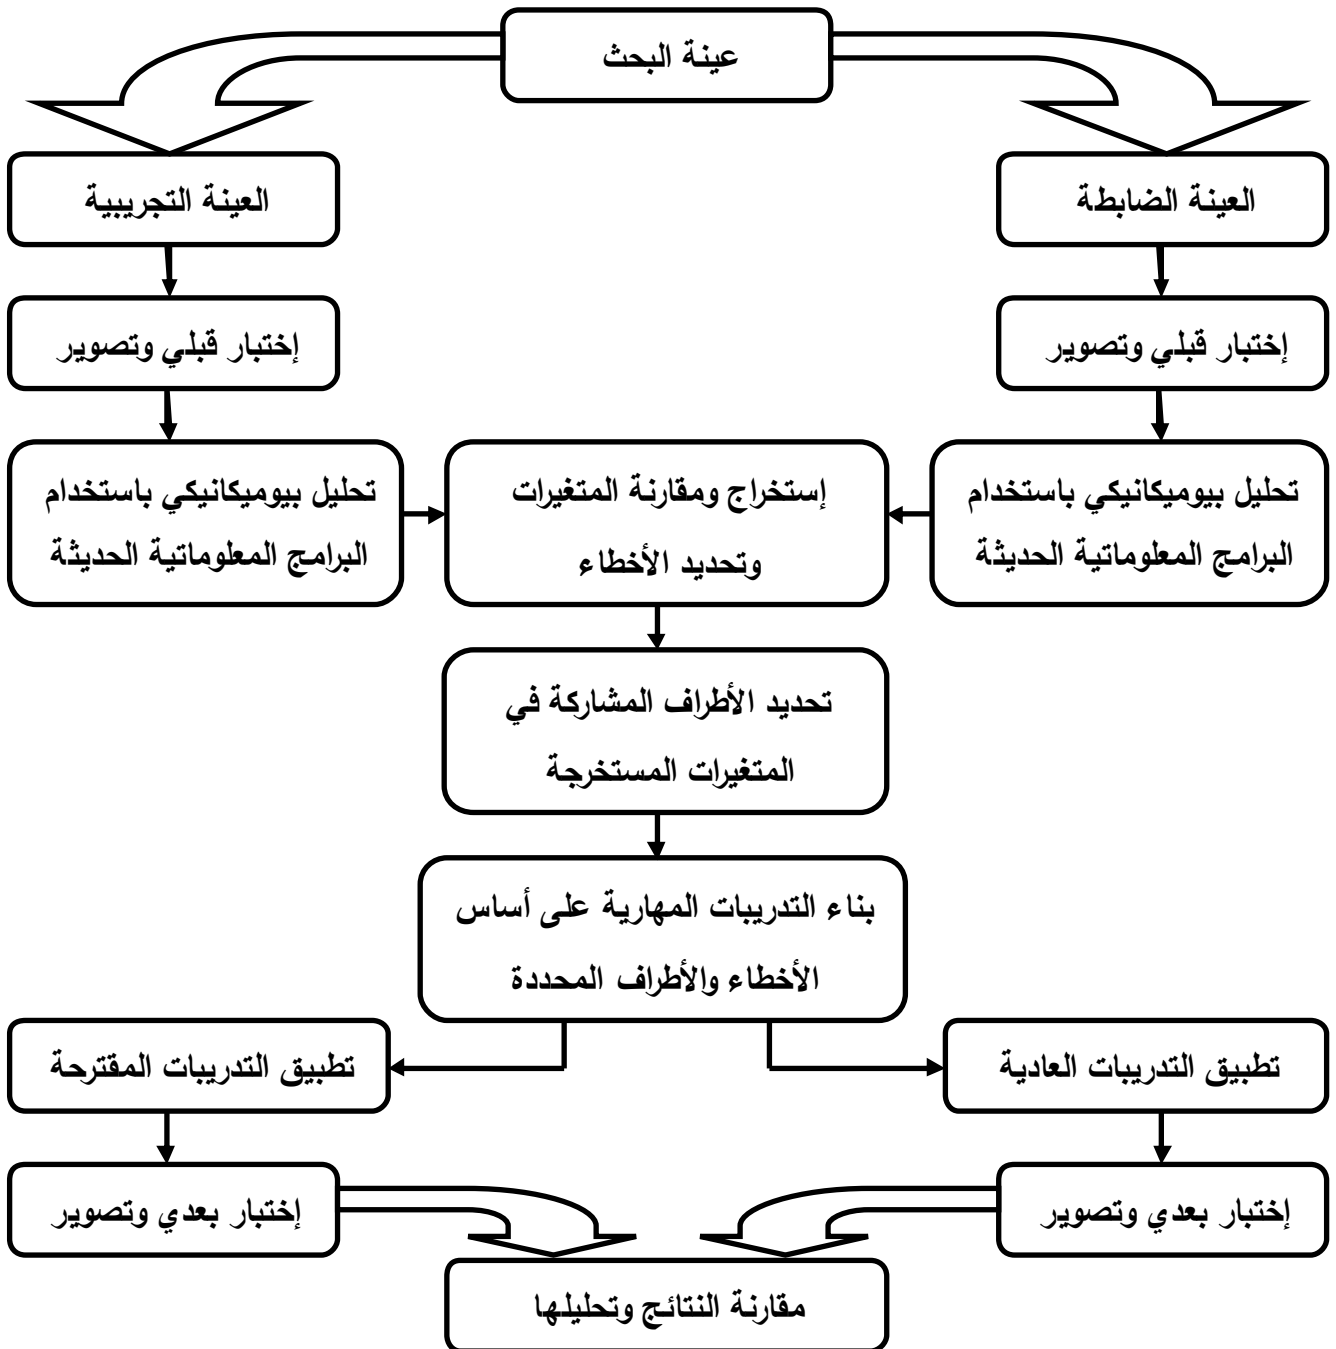 عينة البحث
العينة الضابطة
العينة التجريبية
إختبار قبلي وتصوير
إختبار قبلي وتصوير
تحليل بيوميكانيكي باستخدام
البرامج المعلوماتية الحديثة
إستخراج ومقارنة المتغيرات
وتحديد الأخطاء
تحليل بيوميكانيكي باستخدام
البرامج المعلوماتية الحديثة
تحديد الأطراف المشاركة في
المتغيرات المستخرجة
بناء التدريبات المهارية على أساس
الأخطاء والأطراف المحددة
تطبيق التدريبات العادية
تطبيق التدريبات المقترحة
إختبار بعدي وتصوير
إختبار بعدي وتصوير
مقارنة النتائج وتحليلها